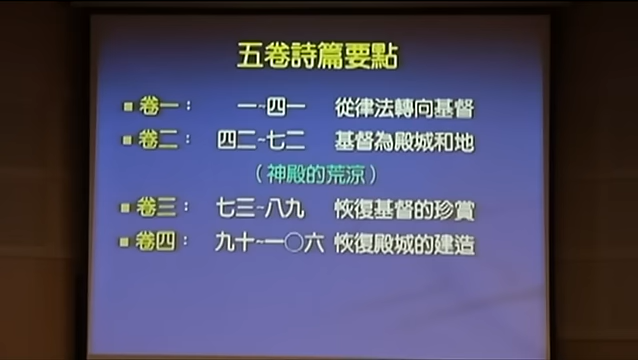 五卷詩篇要點
▪ 卷一： 一~四一 從律法轉向基督
▪ 卷二： 四二~七二 基督為殿城和地
（神殿的荒涼）
▪ 卷三： 七三~八九 恢復基督的珍賞
▪ 卷四： 九十~一○六 恢復殿城的建造